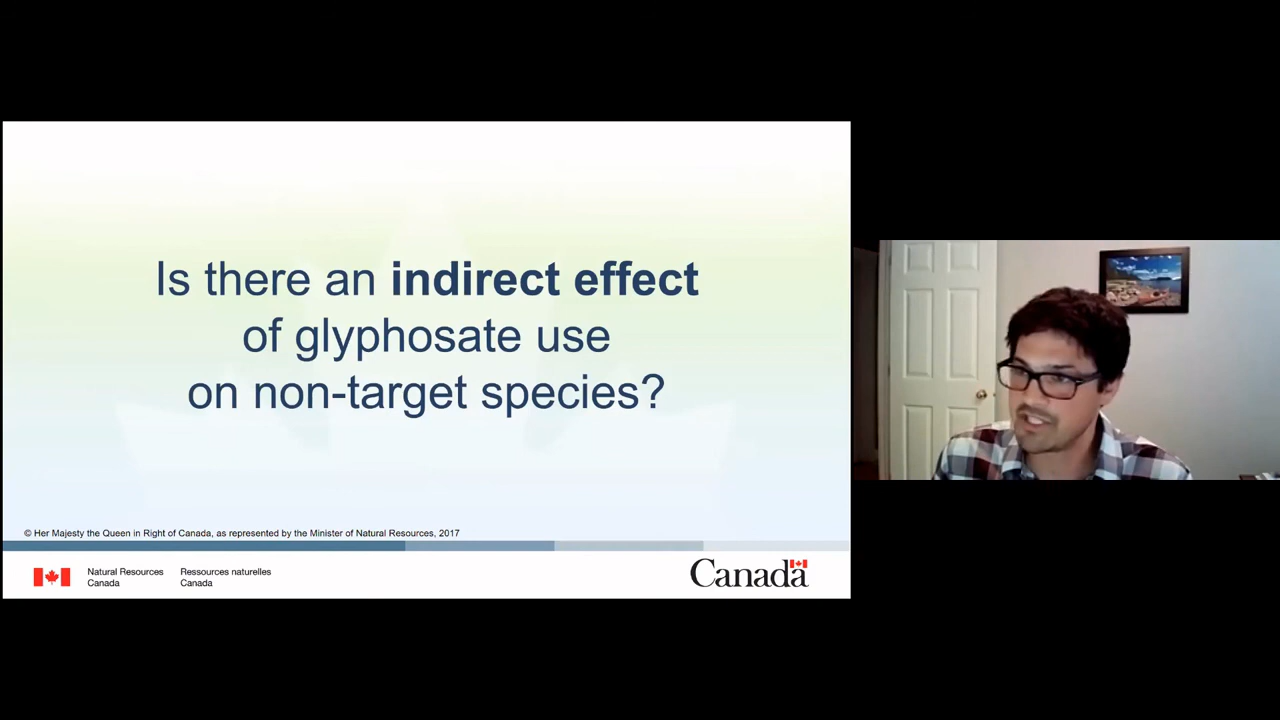 Is there an indirect effect
of glyphosate use
on non-target species?
© Her Majesty the Queen in Right of Canada, as represented by the Minister of Natural Resources, 2017
Natural Resources
Canada
Ressources naturelles
Canada
Canada